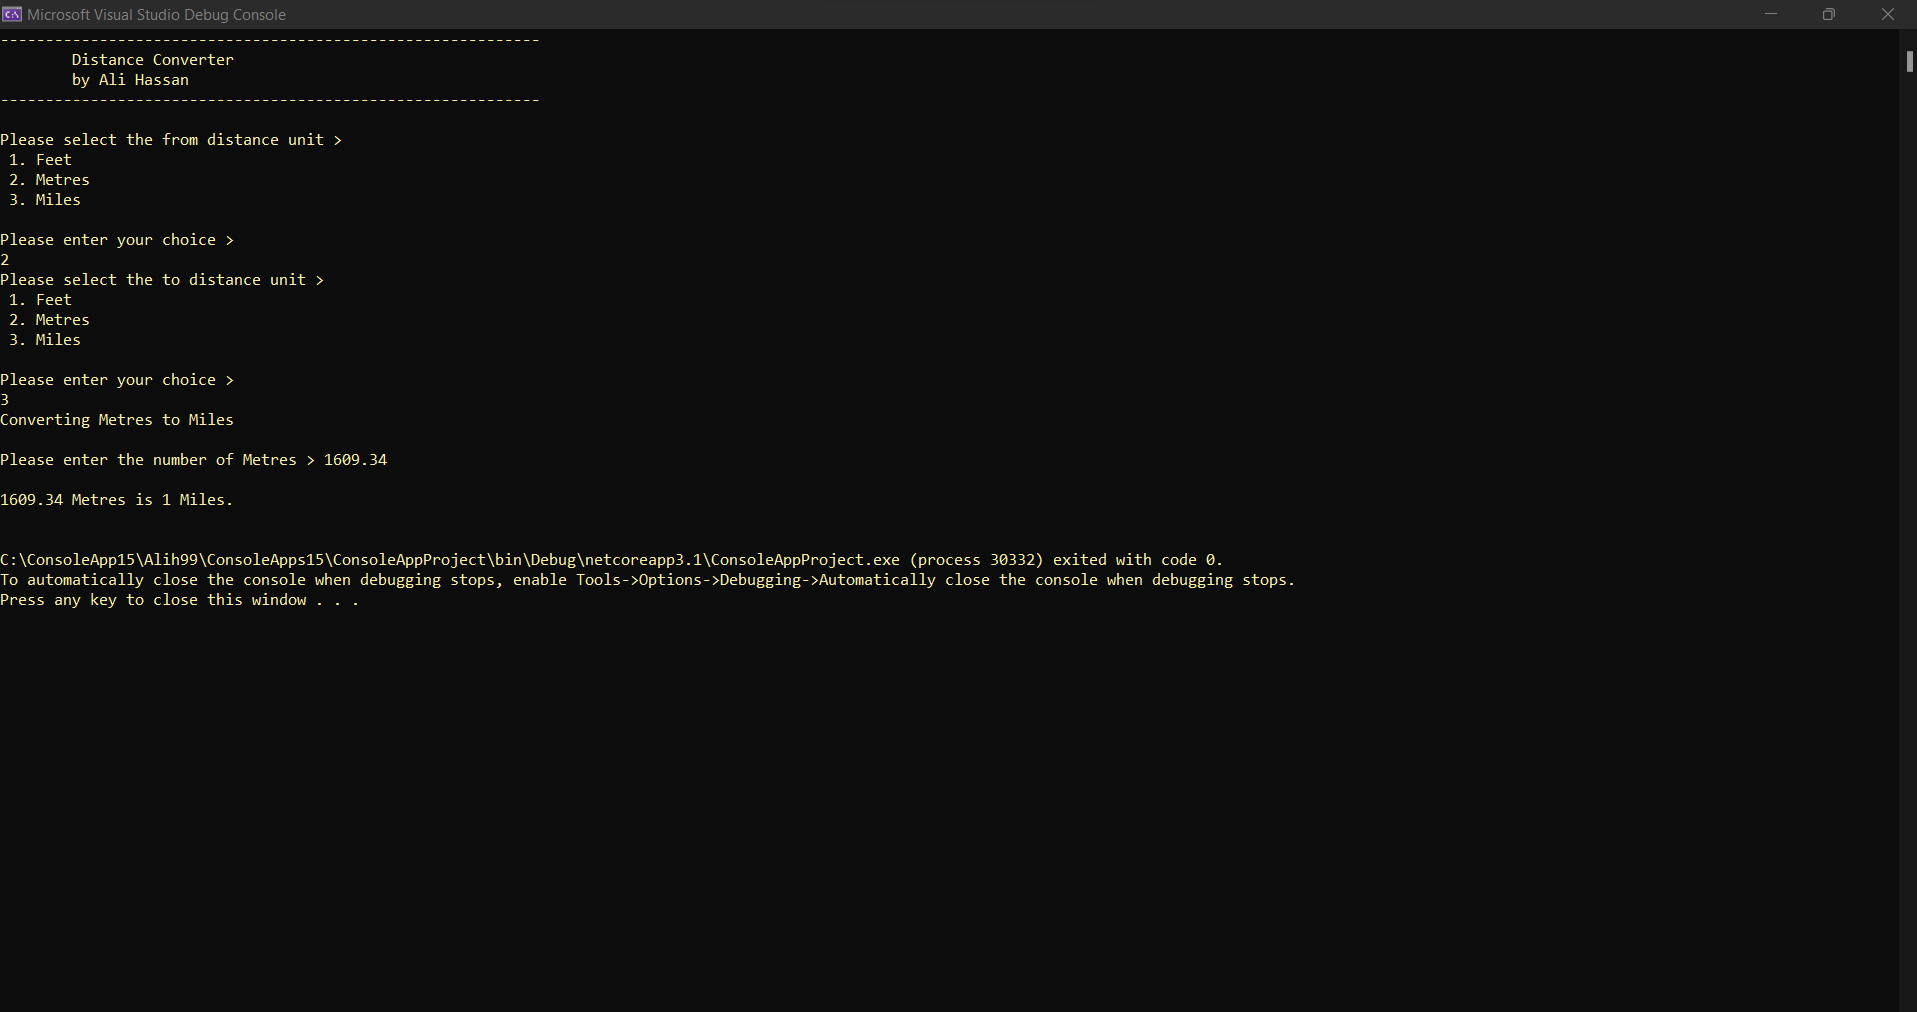 Microsoft Visual Studio Debug Console
------------------------------------------------------------
        Distance Converter
        by Ali Hassan
------------------------------------------------------------
Please select the from distance unit >
 1. Feet
 2. Metres
 3. Miles
Please enter your choice >
2
Please select the to distance unit >
 1. Feet
 2. Metres
 3. Miles
Please enter your choice >
3
Converting Metres to Miles
Please enter the number of Metres > 1609.34
1609.34 Metres is 1 Miles.
C:\ConsoleApp15\Alih99\ConsoleApps15\ConsoleAppProject\bin\Debug\netcoreapp3.1\ConsoleAppProject.exe (process 30332) exited with code 0.
To automatically close the console when debugging stops, enable Tools->Options->Debugging->Automatically close the console when debugging stops.
Press any key to close this window . . .